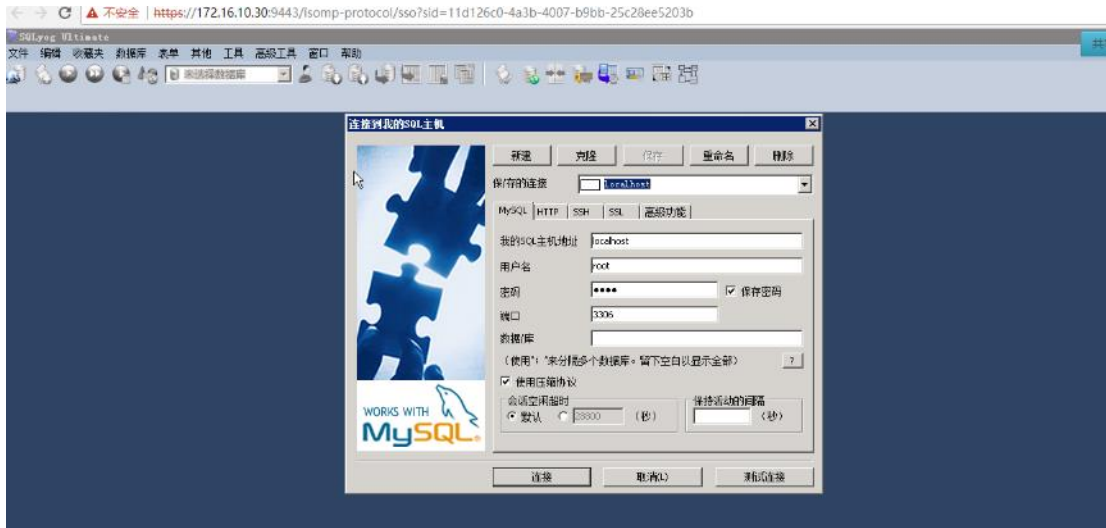 不安全 | https://172.16.10.30:9443/isomp-protocol/sso?sid=11d126c0-4a3b-4007-b9bb-25c28ee5203b
SQLyog Ultimate
文件 编辑 收藏夹 数据库 表单 其他 工具 高级工具 窗口 帮助
未选择数据库
连接到我的SQL主机
新建 克隆 保存 重命名 删除
保存的连接 localhost
MySQL HTTP SSH SSL 高级功能
我的SQL主机地址 localhost
用户名 root
密码 •••• 保存密码
端口 3306
数据/库
(使用';'来分隔多个数据库。留下空白以显示全部) ?
使用压缩协议
会话空闲超时 保持活动的间隔
默认 28800 (秒) (秒)
WORKS WITH
MySQL®
连接 取消(L) 测试连接